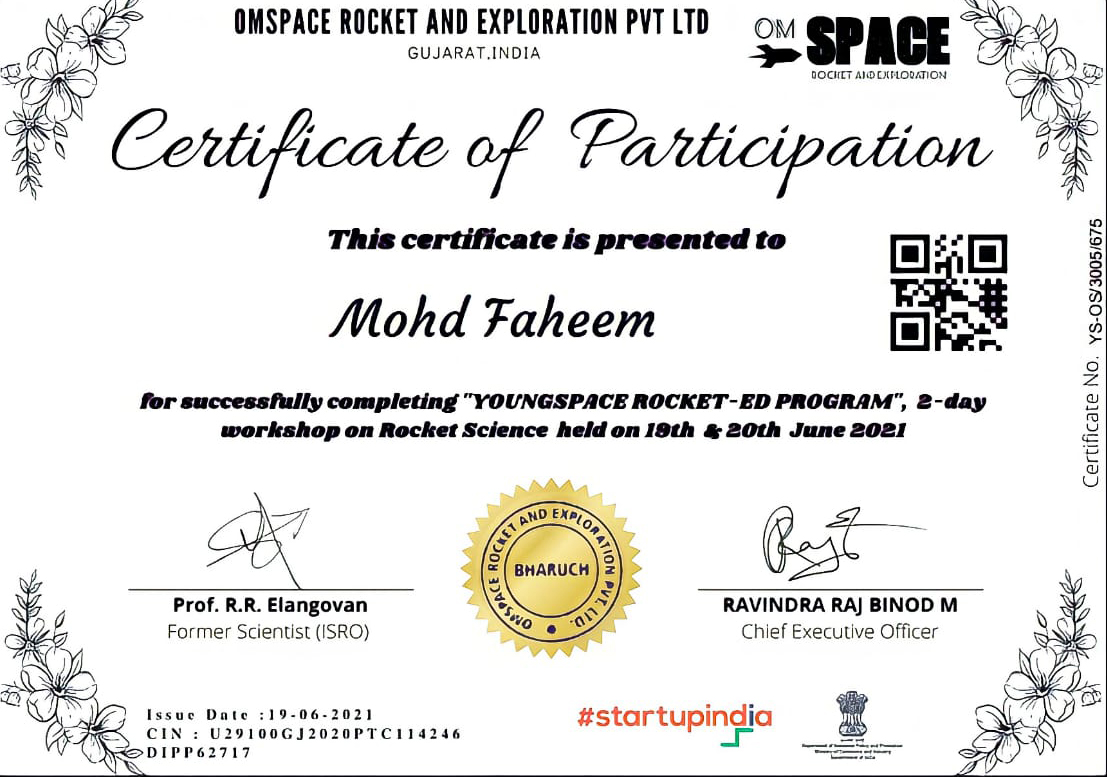 OMSPACE ROCKET AND EXPLORATION PVT LTD
GUJARAT,INDIA
OM SPACE
ROCKET AND EXPLORATION
Certificate of Participation
This certificate is presented to
Mohd Faheem
for successfully completing "YOUNGSPACE ROCKET-ED PROGRAM", 2-day
workshop on Rocket Science held on 19th & 20th June 2021
Certificate No. YS-OS/3005/675
OMSPACE ROCKET AND EXPLORATION PVT. LTD.
BHARUCH
Prof. R.R. Elangovan
Former Scientist (ISRO)
RAVINDRA RAJ BINOD M
Chief Executive Officer
Issue Date :19-06-2021
CIN : U29100GJ2020PTC114246
DIPP62717
#startupindia